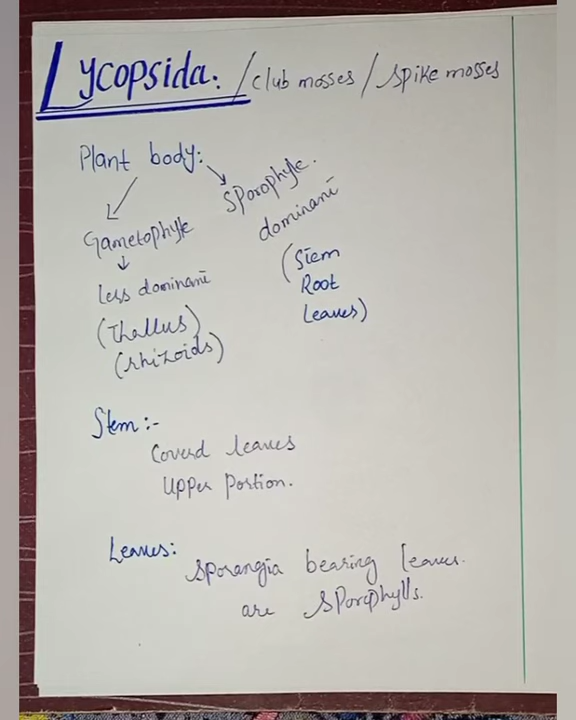 Lycopsida. / club mosses / spike mosses
Plant body:
Gametophyte
less dominant
(Thallus)
(rhizoids)
Sporophyte.
dominant
(Stem
Root
leaves)
Stem :-
Coverd leaves
Upper Portion.
Leaves:
sporangia bearing leaves.
are sporophylls.